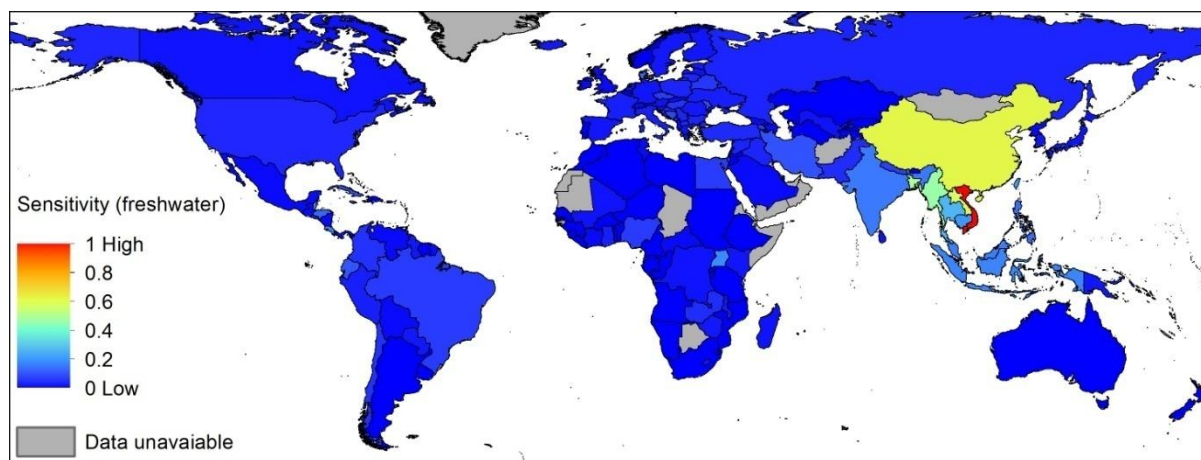 Sensitivity (freshwater)
1 High
0.8
0.6
0.4
0.2
0 Low
Data unavaiable